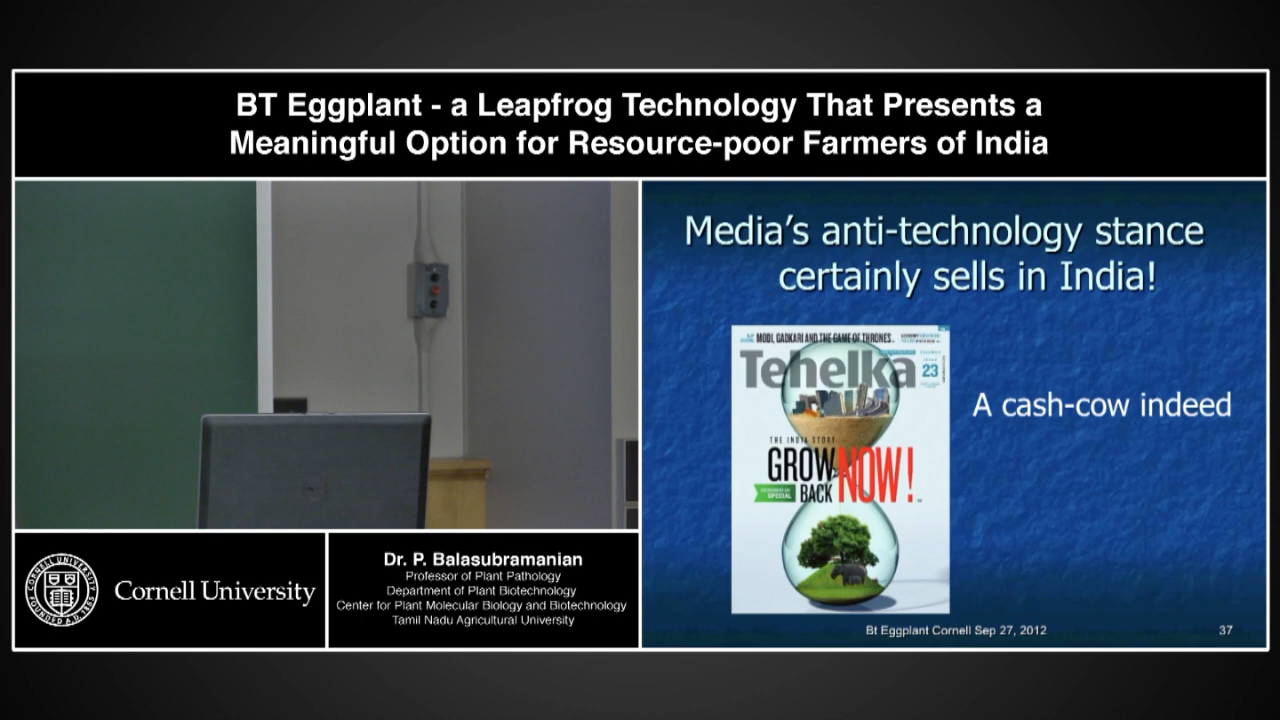 BT Eggplant - a Leapfrog Technology That Presents a
Meaningful Option for Resource-poor Farmers of India
Media's anti-technology stance
certainly sells in India!
MODI, GADKARI AND THE GAME OF THRONES..
Tehelka
23
THE INDIA STORY
GROW
BACK
NOW!
SPECIAL
A cash-cow indeed
Bt Eggplant Cornell Sep 27, 2012
37
CORNELL UNIVERSITY
FOUNDED A.D. 1865
Cornell University
Dr. P. Balasubramanian
Professor of Plant Pathology
Department of Plant Biotechnology
Center for Plant Molecular Biology and Biotechnology
Tamil Nadu Agricultural University